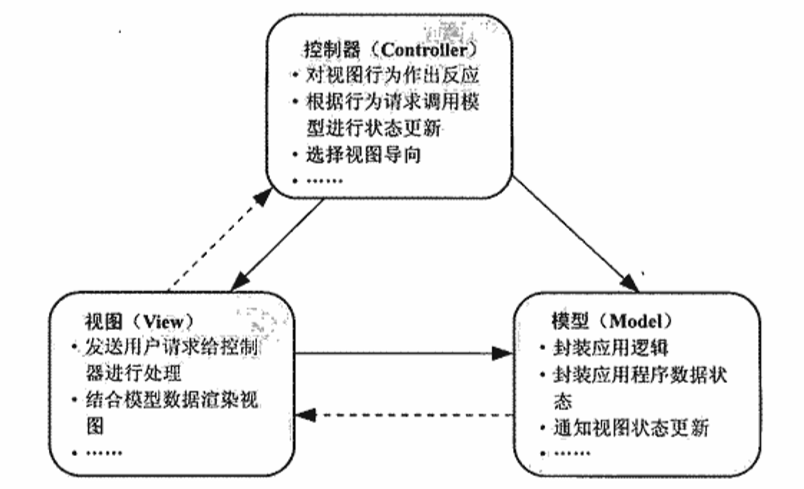 控制器（Controller）
• 对视图行为作出反应
• 根据行为请求调用模
型进行状态更新
• 选择视图导向
• ……
视图（View）
• 发送用户请求给控制
器进行处理
• 结合模型数据渲染视
图
• ……
模型（Model）
• 封装应用逻辑
• 封装应用程序数据状
态
• 通知视图状态更新
• ……